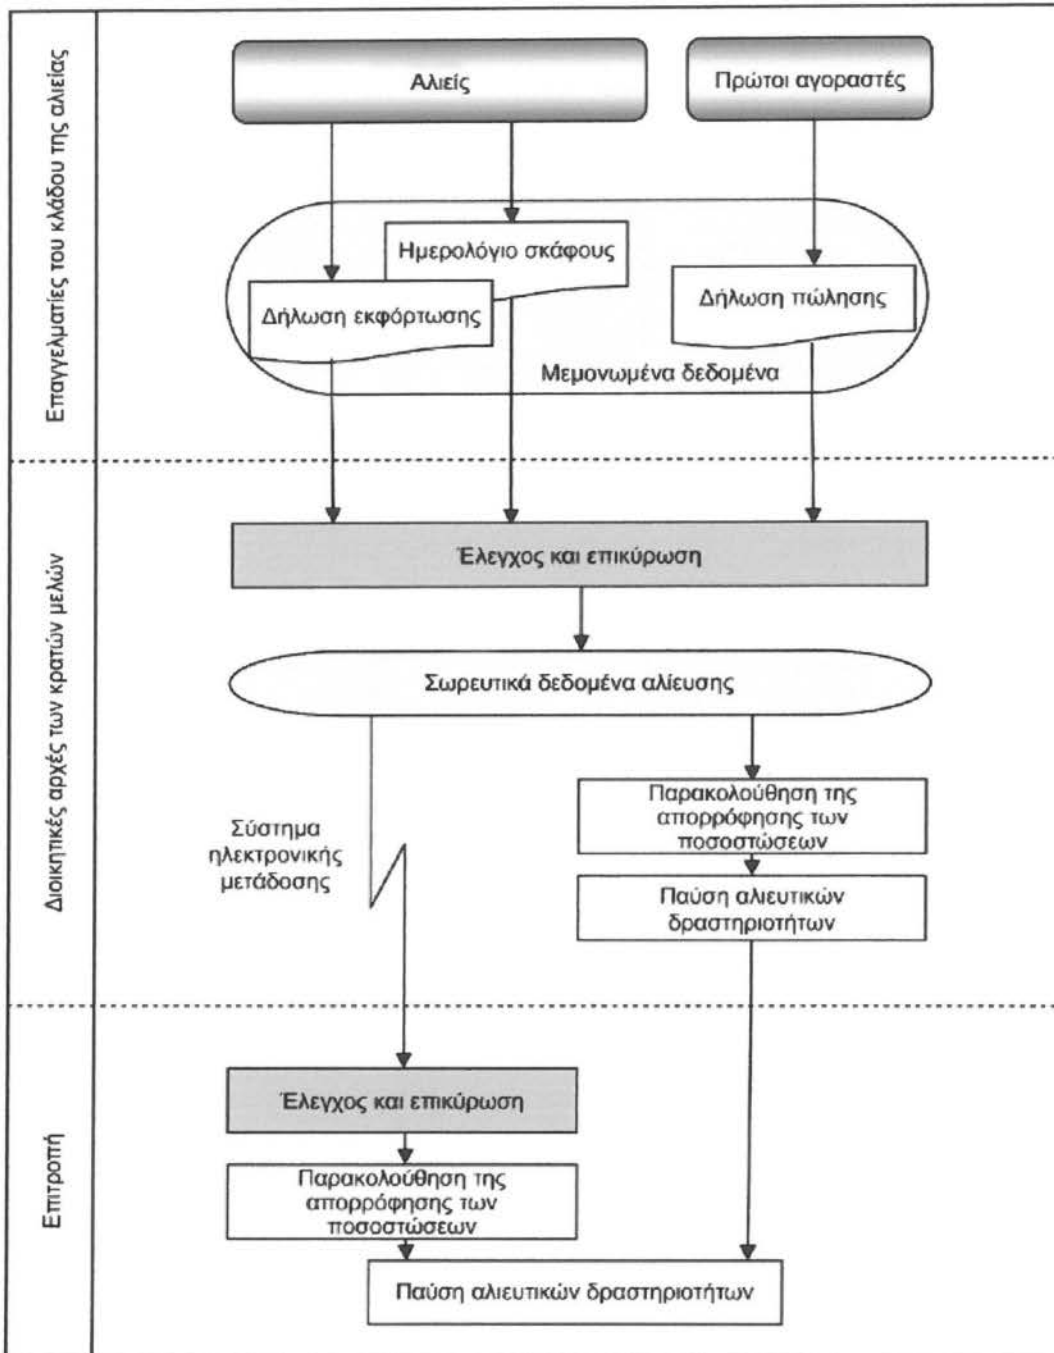 Επαγγελματίες του κλάδου της αλιείας
Αλιείς
Πρώτοι αγοραστές
Ημερολόγιο σκάφους
Δήλωση εκφόρτωσης
Δήλωση πώλησης
Μεμονωμένα δεδομένα
Διοικητικές αρχές των κρατών μελών
Έλεγχος και επικύρωση
Σωρευτικά δεδομένα αλίευσης
Σύστημα
ηλεκτρονικής
μετάδοσης
Παρακολούθηση της
απορρόφησης των
ποσοστώσεων
Παύση αλιευτικών
δραστηριοτήτων
Επιτροπή
Έλεγχος και επικύρωση
Παρακολούθηση της
απορρόφησης των
ποσοστώσεων
Παύση αλιευτικών δραστηριοτήτων